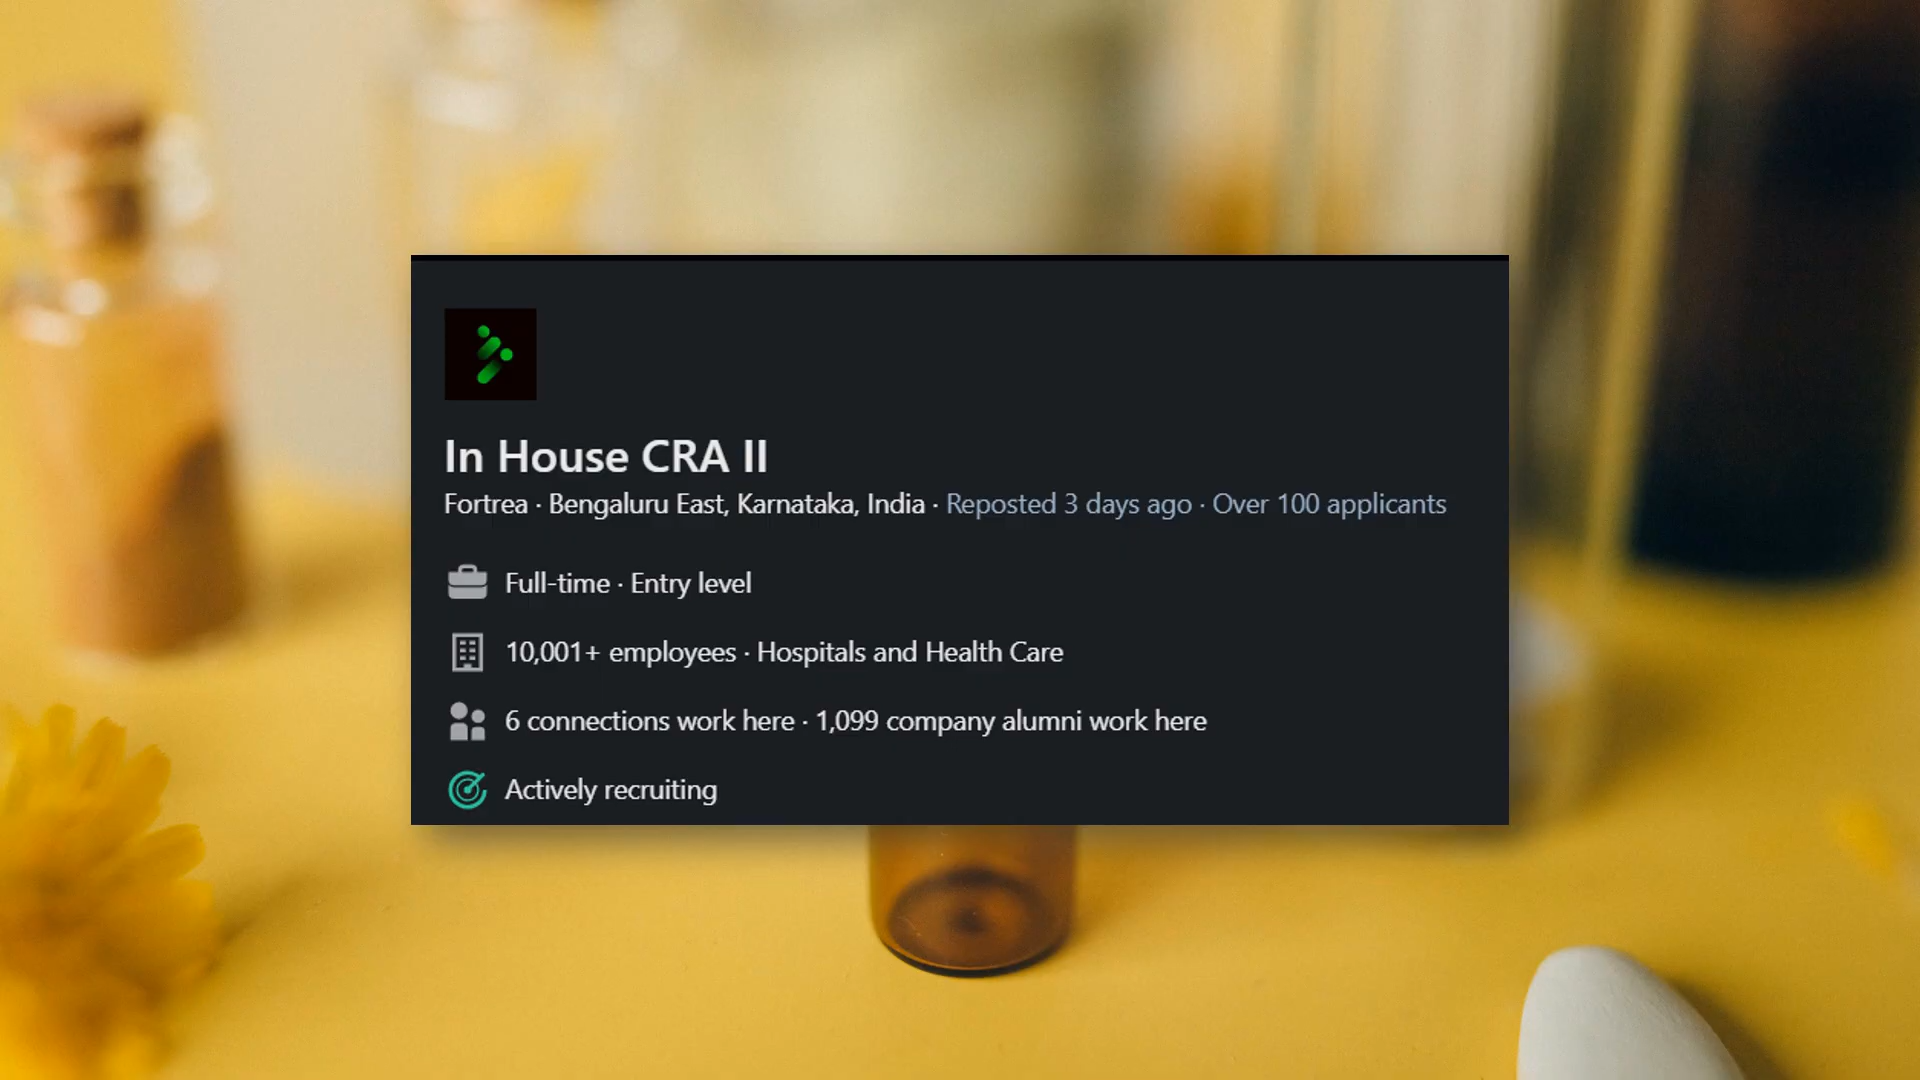 In House CRA II
Fortrea · Bengaluru East, Karnataka, India · Reposted 3 days ago · Over 100 applicants
Full-time · Entry level
10,001+ employees · Hospitals and Health Care
6 connections work here · 1,099 company alumni work here
Actively recruiting